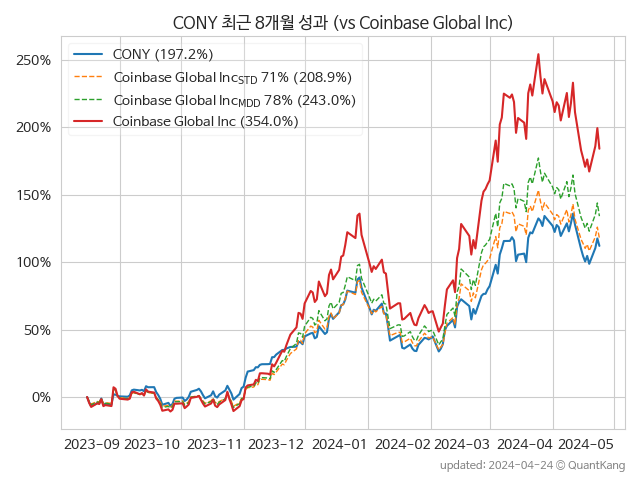 CONY 최근 8개월 성과 (vs Coinbase Global Inc)
CONY (197.2%)
Coinbase Global Inc_STD 71% (208.9%)
Coinbase Global Inc_MDD 78% (243.0%)
Coinbase Global Inc (354.0%)
250%
200%
150%
100%
50%
0%
2023-09 2023-10 2023-11 2023-12 2024-01 2024-02 2024-03 2024-04 2024-05
updated: 2024-04-24 @ QuantKang